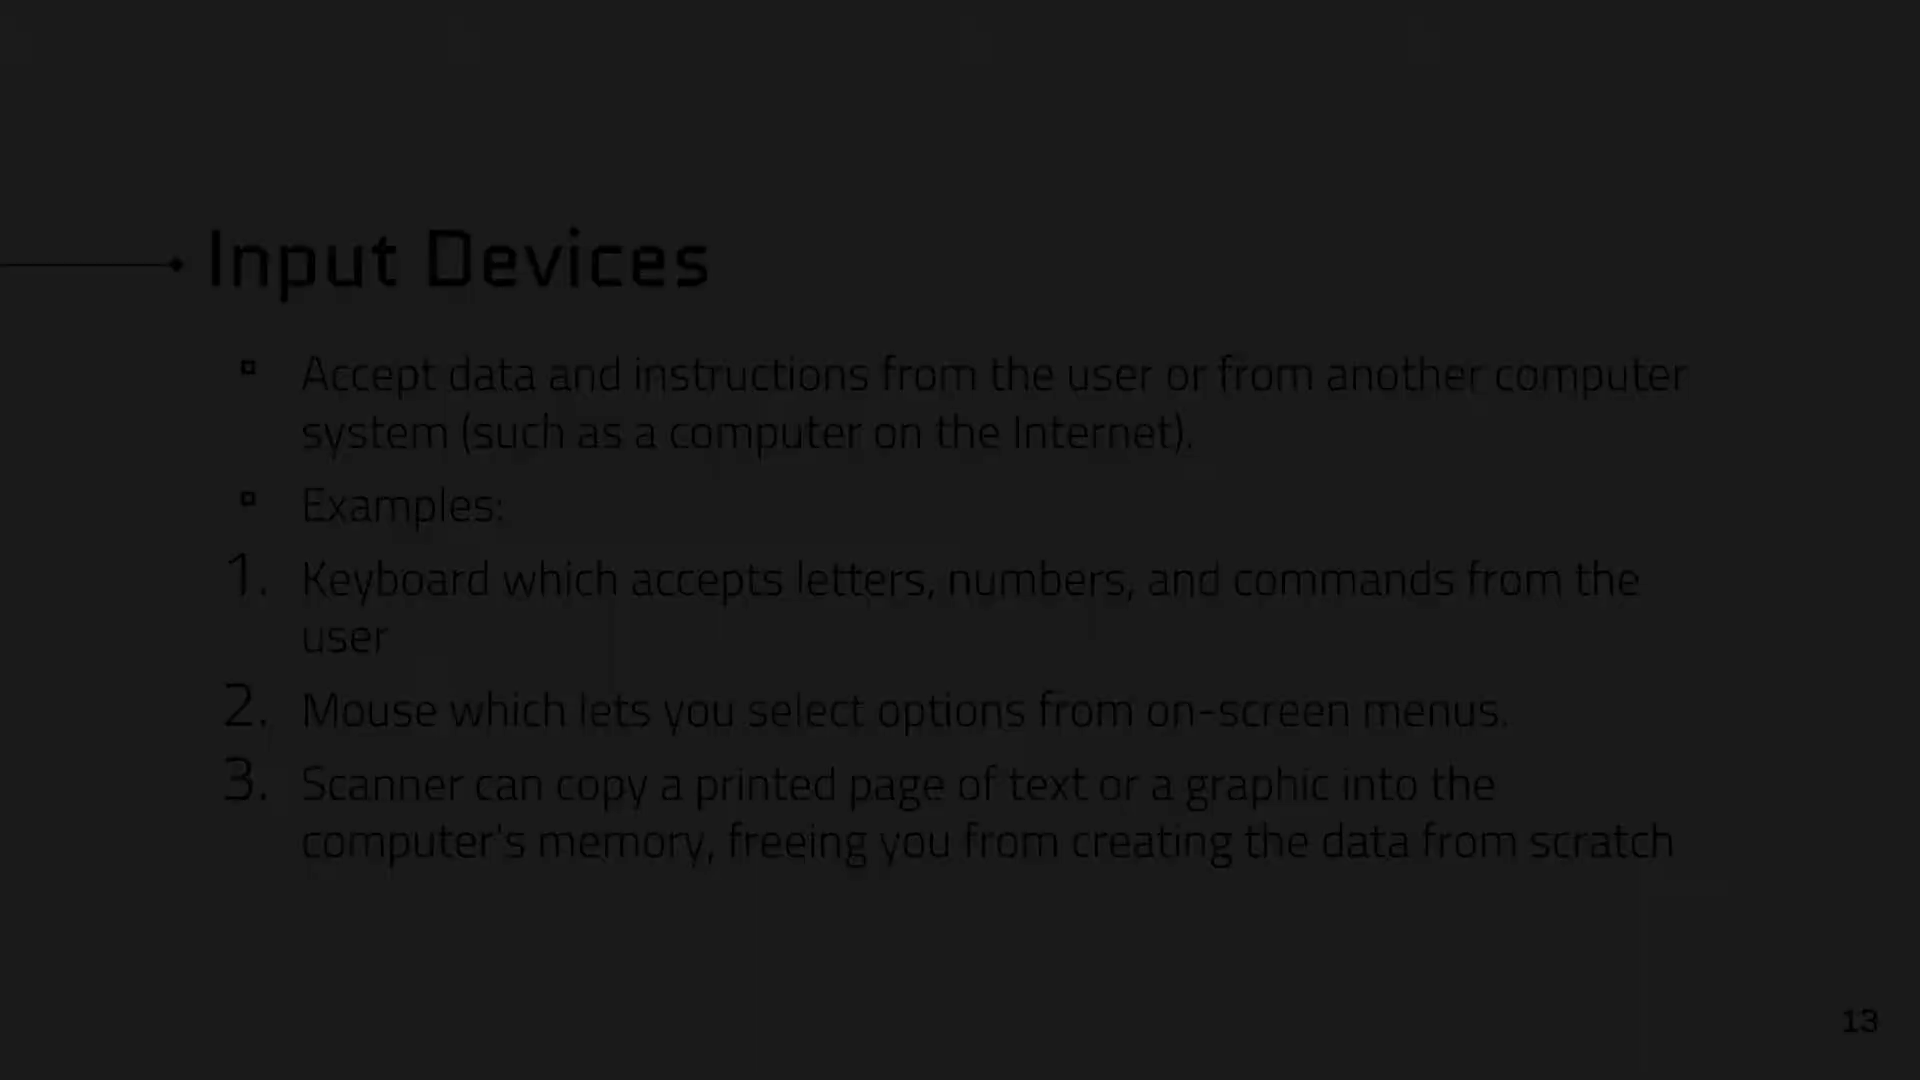 Input Devices
▫ Accept data and instructions from the user or from another computer
system (such as a computer on the Internet).
▫ Examples:
1. Keyboard which accepts letters, numbers, and commands from the
user
2. Mouse which lets you select options from on-screen menus.
3. Scanner can copy a printed page of text or a graphic into the
computer's memory, freeing you from creating the data from scratch
13